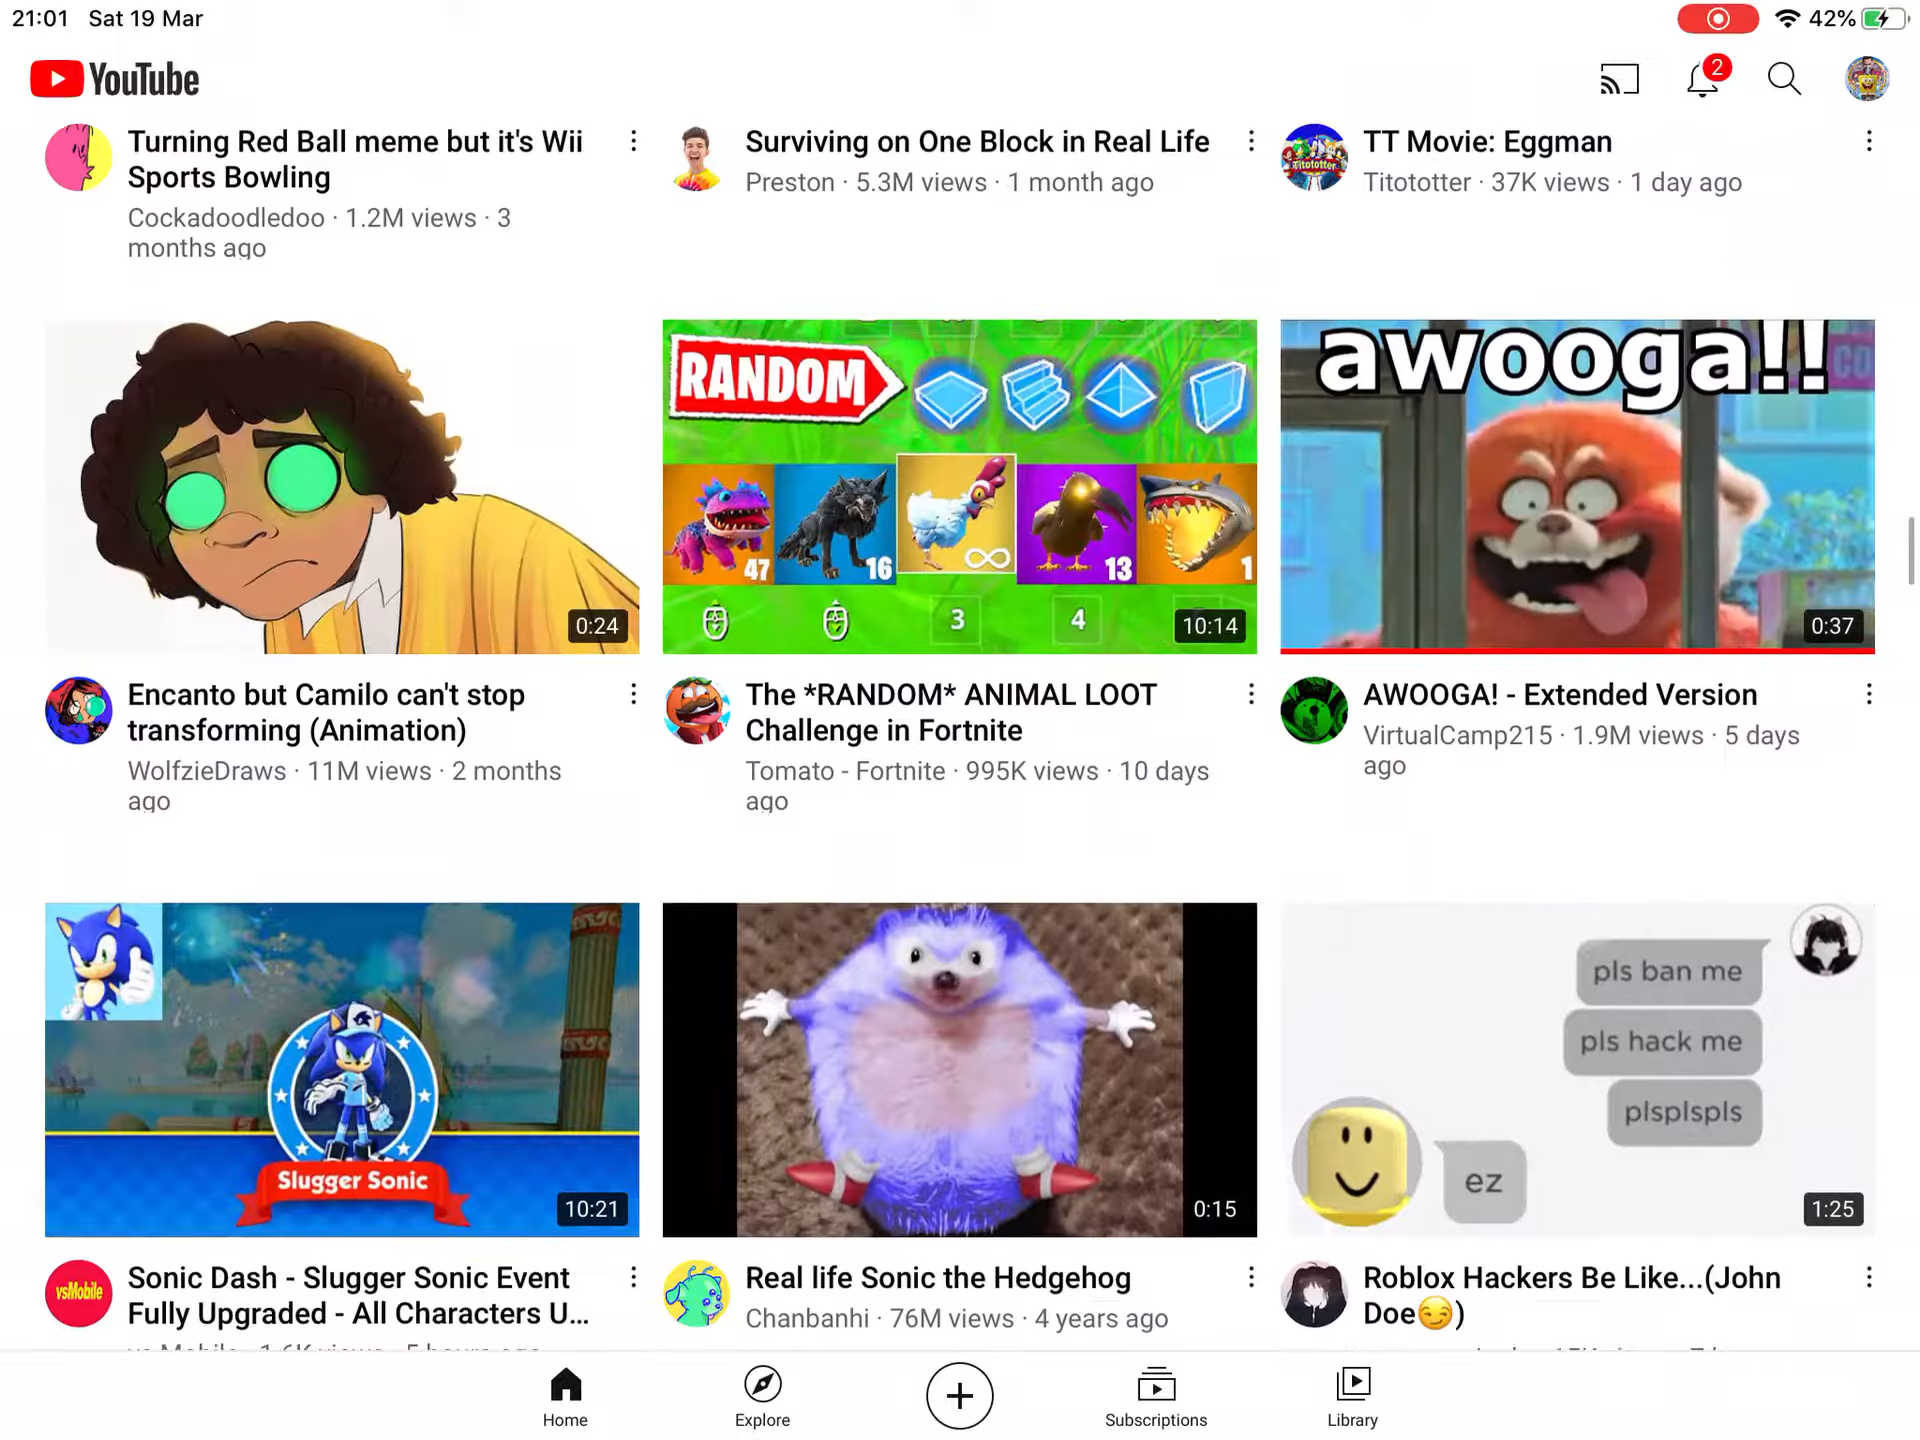 21:01 Sat 19 Mar
42%
YouTube
2
Turning Red Ball meme but it's Wii
Sports Bowling
Cockadoodledoo · 1.2M views · 3
months ago
Surviving on One Block in Real Life
Preston · 5.3M views · 1 month ago
Titototter
TT Movie: Eggman
Titototter · 37K views · 1 day ago
0:24
RANDOM
47
16
13
1
3
4
10:14
awooga!!
CO
0:37
Encanto but Camilo can't stop
transforming (Animation)
WolfzieDraws · 11M views · 2 months
ago
The *RANDOM* ANIMAL LOOT
Challenge in Fortnite
Tomato - Fortnite · 995K views · 10 days
ago
AWOOGA! - Extended Version
VirtualCamp215 · 1.9M views · 5 days
ago
Slugger Sonic
10:21
0:15
pls ban me
pls hack me
plsplspls
ez
1:25
vsMobile
Sonic Dash - Slugger Sonic Event
Fully Upgraded - All Characters U...
Real life Sonic the Hedgehog
Chanbanhi · 76M views · 4 years ago
Roblox Hackers Be Like...(John
Doe😏)
Home
Explore
Subscriptions
Library